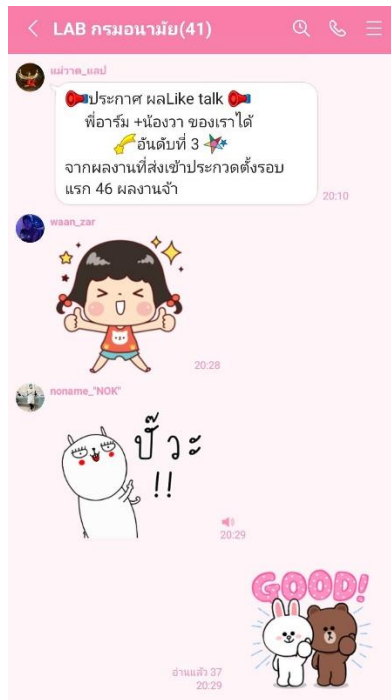 LAB กรมอนามัย(41)
แม่วาด_แลป
ประกาศ ผลLike talk
พี่อาร์ม +น้องวา ของเราได้
อันดับที่ 3
จากผลงานที่ส่งเข้าประกวดตั้งรอบ
แรก 46 ผลงานจ้า
20:10
waan_zar
20:28
noname_"NOK"
ปั๊วะ
!!
20:29
GOOD!
อ่านแล้ว 37
20:29